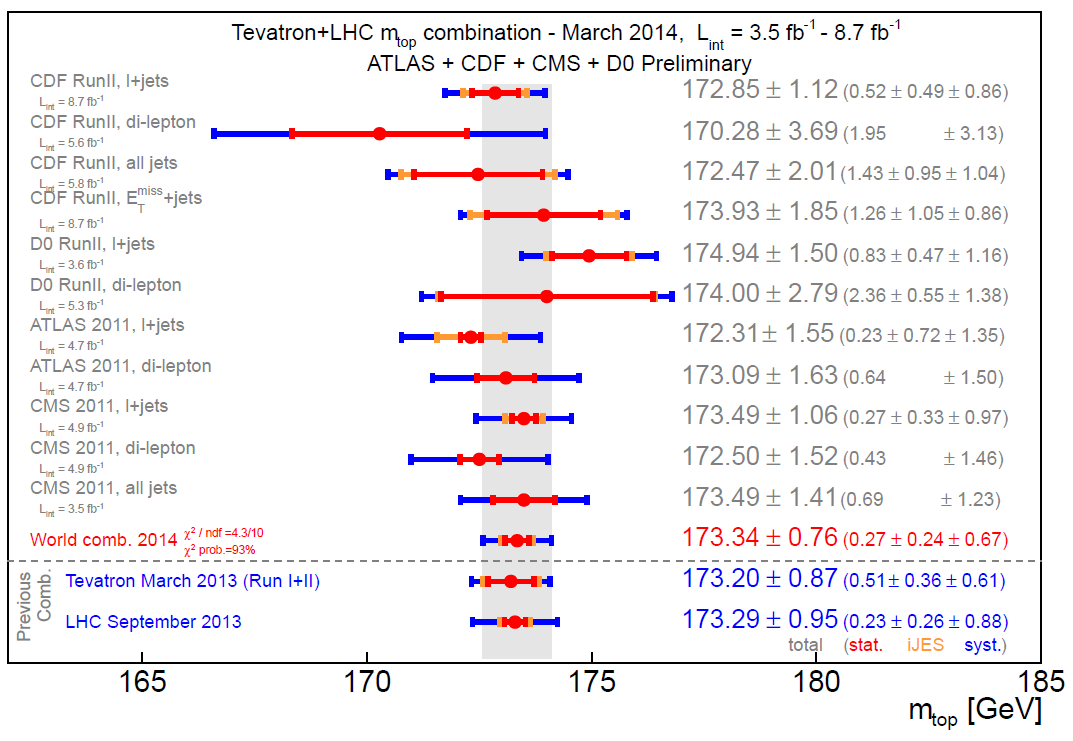 Tevatron+LHC m_top combination - March 2014, L_int = 3.5 fb⁻¹ - 8.7 fb⁻¹
ATLAS + CDF + CMS + D0 Preliminary
CDF RunII, l+jets 172.85 ± 1.12 (0.52 ± 0.49 ± 0.86)
L_int = 8.7 fb⁻¹
CDF RunII, di-lepton 170.28 ± 3.69 (1.95 ± 3.13)
L_int = 5.6 fb⁻¹
CDF RunII, all jets 172.47 ± 2.01 (1.43 ± 0.95 ± 1.04)
L_int = 5.8 fb⁻¹
CDF RunII, E_T^miss+jets 173.93 ± 1.85 (1.26 ± 1.05 ± 0.86)
L_int = 8.7 fb⁻¹
D0 RunII, l+jets 174.94 ± 1.50 (0.83 ± 0.47 ± 1.16)
L_int = 3.6 fb⁻¹
D0 RunII, di-lepton 174.00 ± 2.79 (2.36 ± 0.55 ± 1.38)
L_int = 5.3 fb⁻¹
ATLAS 2011, l+jets 172.31 ± 1.55 (0.23 ± 0.72 ± 1.35)
L_int = 4.7 fb⁻¹
ATLAS 2011, di-lepton 173.09 ± 1.63 (0.64 ± 1.50)
L_int = 4.7 fb⁻¹
CMS 2011, l+jets 173.49 ± 1.06 (0.27 ± 0.33 ± 0.97)
L_int = 4.9 fb⁻¹
CMS 2011, di-lepton 172.50 ± 1.52 (0.43 ± 1.46)
L_int = 4.9 fb⁻¹
CMS 2011, all jets 173.49 ± 1.41 (0.69 ± 1.23)
L_int = 3.5 fb⁻¹
World comb. 2014 χ² / ndf =4.3/10 173.34 ± 0.76 (0.27 ± 0.24 ± 0.67)
χ² prob.=93%
Previous
Comb.
Tevatron March 2013 (Run I+II) 173.20 ± 0.87 (0.51 ± 0.36 ± 0.61)
LHC September 2013 173.29 ± 0.95 (0.23 ± 0.26 ± 0.88)
total (stat. iJES syst.)
165 170 175 180 185
m_top [GeV]